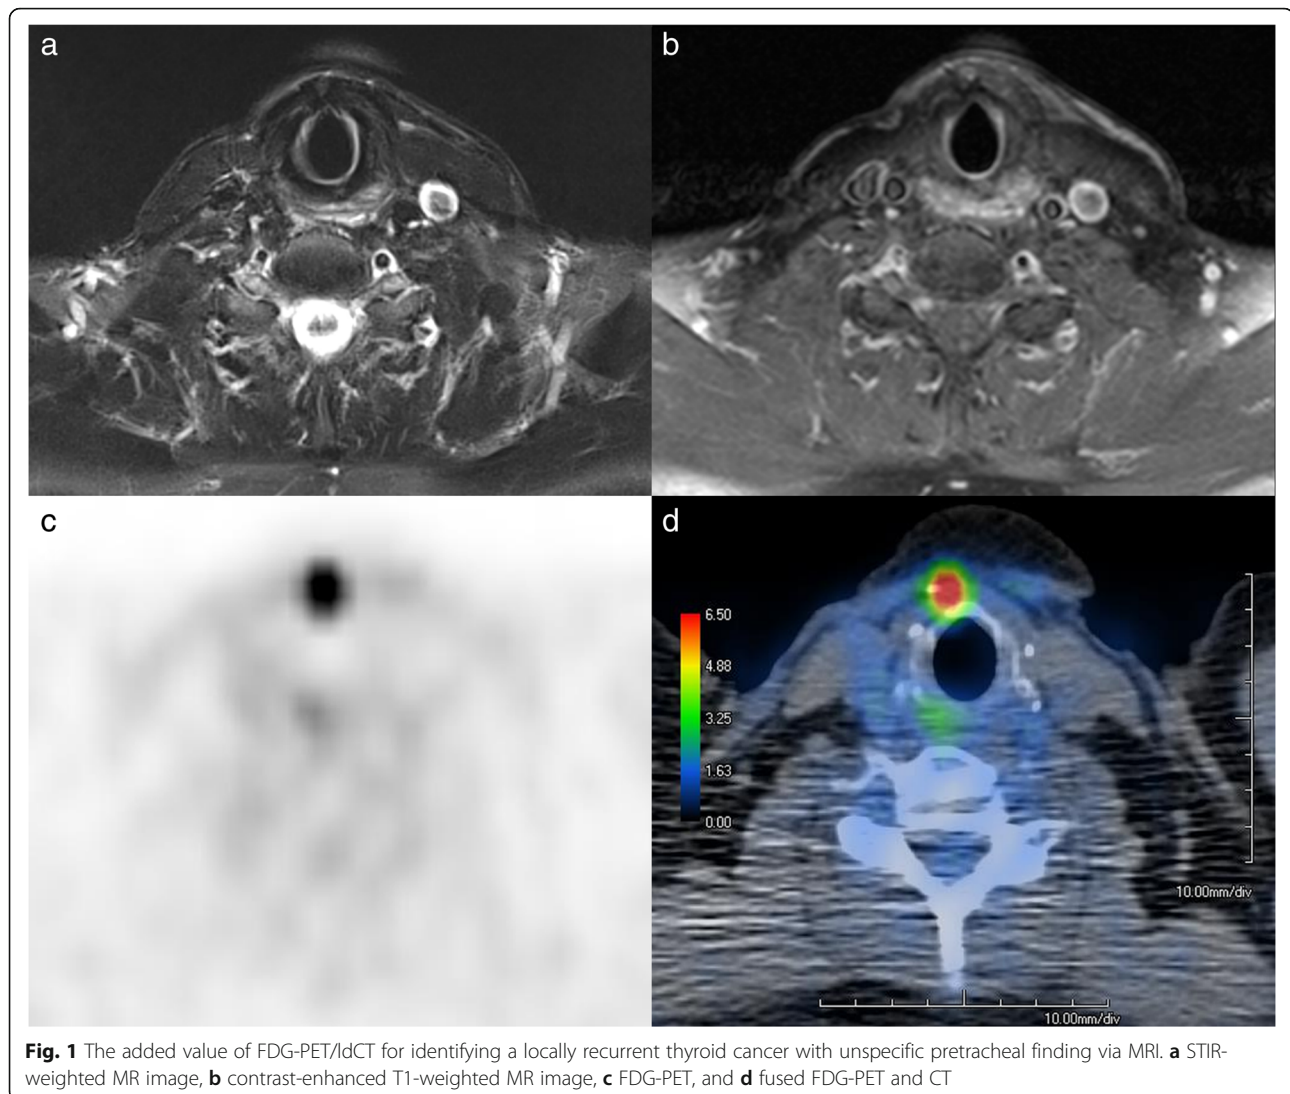 a
b
c
d
6.50
4.88
3.25
1.63
0.00
10.00mm/div
10.00mm/div
Fig. 1 The added value of FDG-PET/ldCT for identifying a locally recurrent thyroid cancer with unspecific pretracheal finding via MRI. a STIR-
weighted MR image, b contrast-enhanced T1-weighted MR image, c FDG-PET, and d fused FDG-PET and CT